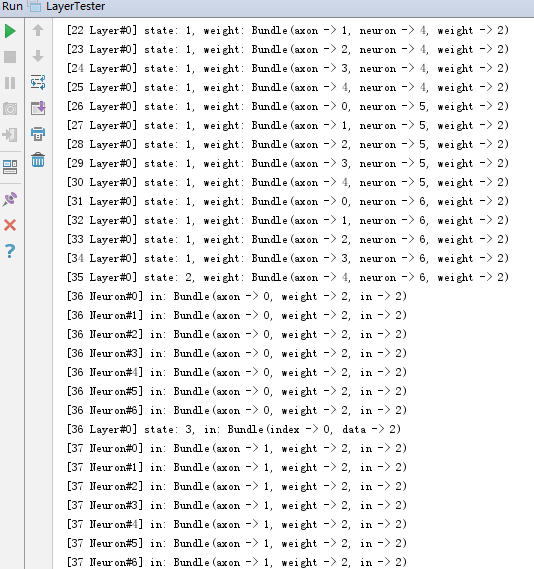 Run LayerTester
[22 Layer#0] state: 1, weight: Bundle(axon -> 1, neuron -> 4, weight -> 2)
[23 Layer#0] state: 1, weight: Bundle(axon -> 2, neuron -> 4, weight -> 2)
[24 Layer#0] state: 1, weight: Bundle(axon -> 3, neuron -> 4, weight -> 2)
[25 Layer#0] state: 1, weight: Bundle(axon -> 4, neuron -> 4, weight -> 2)
[26 Layer#0] state: 1, weight: Bundle(axon -> 0, neuron -> 5, weight -> 2)
[27 Layer#0] state: 1, weight: Bundle(axon -> 1, neuron -> 5, weight -> 2)
[28 Layer#0] state: 1, weight: Bundle(axon -> 2, neuron -> 5, weight -> 2)
[29 Layer#0] state: 1, weight: Bundle(axon -> 3, neuron -> 5, weight -> 2)
[30 Layer#0] state: 1, weight: Bundle(axon -> 4, neuron -> 5, weight -> 2)
[31 Layer#0] state: 1, weight: Bundle(axon -> 0, neuron -> 6, weight -> 2)
[32 Layer#0] state: 1, weight: Bundle(axon -> 1, neuron -> 6, weight -> 2)
[33 Layer#0] state: 1, weight: Bundle(axon -> 2, neuron -> 6, weight -> 2)
[34 Layer#0] state: 1, weight: Bundle(axon -> 3, neuron -> 6, weight -> 2)
[35 Layer#0] state: 2, weight: Bundle(axon -> 4, neuron -> 6, weight -> 2)
[36 Neuron#0] in: Bundle(axon -> 0, weight -> 2, in -> 2)
[36 Neuron#1] in: Bundle(axon -> 0, weight -> 2, in -> 2)
[36 Neuron#2] in: Bundle(axon -> 0, weight -> 2, in -> 2)
[36 Neuron#3] in: Bundle(axon -> 0, weight -> 2, in -> 2)
[36 Neuron#4] in: Bundle(axon -> 0, weight -> 2, in -> 2)
[36 Neuron#5] in: Bundle(axon -> 0, weight -> 2, in -> 2)
[36 Neuron#6] in: Bundle(axon -> 0, weight -> 2, in -> 2)
[36 Layer#0] state: 3, in: Bundle(index -> 0, data -> 2)
[37 Neuron#0] in: Bundle(axon -> 1, weight -> 2, in -> 2)
[37 Neuron#1] in: Bundle(axon -> 1, weight -> 2, in -> 2)
[37 Neuron#2] in: Bundle(axon -> 1, weight -> 2, in -> 2)
[37 Neuron#3] in: Bundle(axon -> 1, weight -> 2, in -> 2)
[37 Neuron#4] in: Bundle(axon -> 1, weight -> 2, in -> 2)
[37 Neuron#5] in: Bundle(axon -> 1, weight -> 2, in -> 2)
[37 Neuron#6] in: Bundle(axon -> 1, weight -> 2, in -> 2)